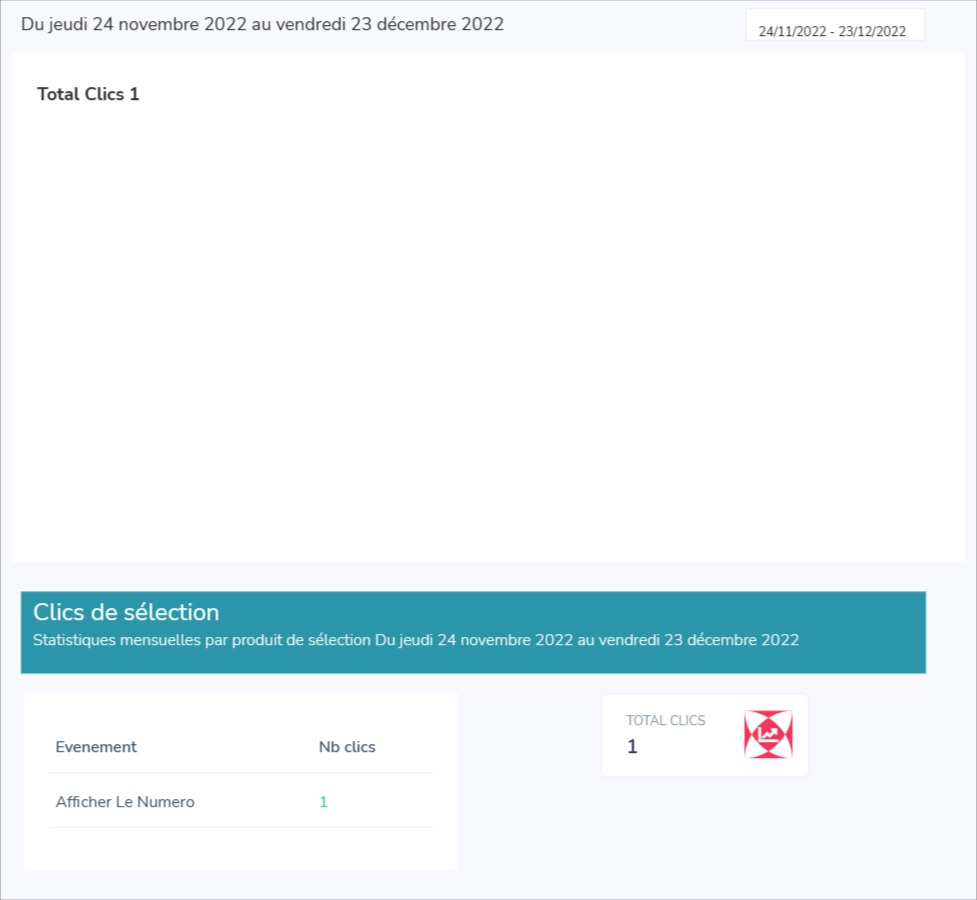 Du jeudi 24 novembre 2022 au vendredi 23 décembre 2022
24/11/2022 - 23/12/2022
Total Clics 1
Clics de sélection
Statistiques mensuelles par produit de sélection Du jeudi 24 novembre 2022 au vendredi 23 décembre 2022
Evenement Nb clics
Afficher Le Numero 1
TOTAL CLICS
1